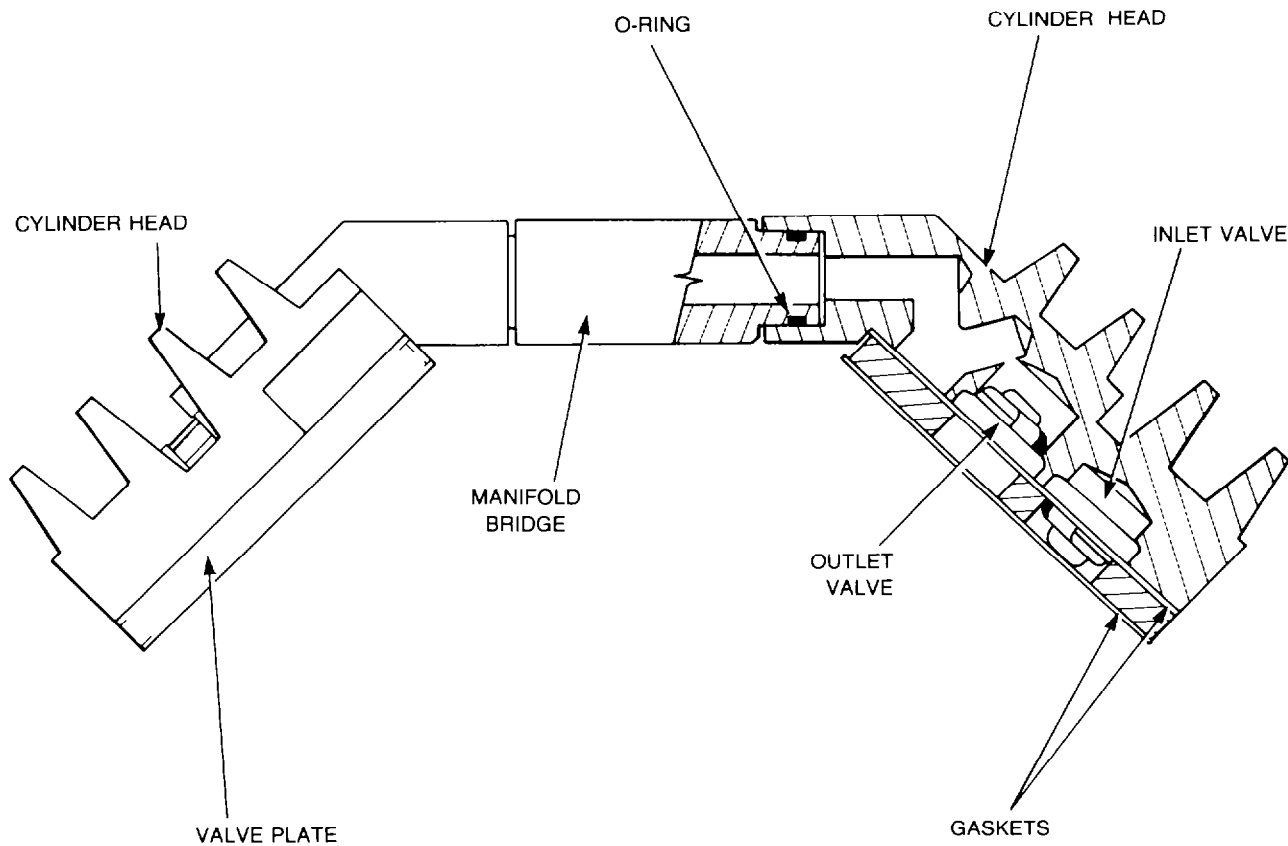 O-RING
CYLINDER HEAD
CYLINDER HEAD
INLET VALVE
MANIFOLD
BRIDGE
OUTLET
VALVE
VALVE PLATE
GASKETS